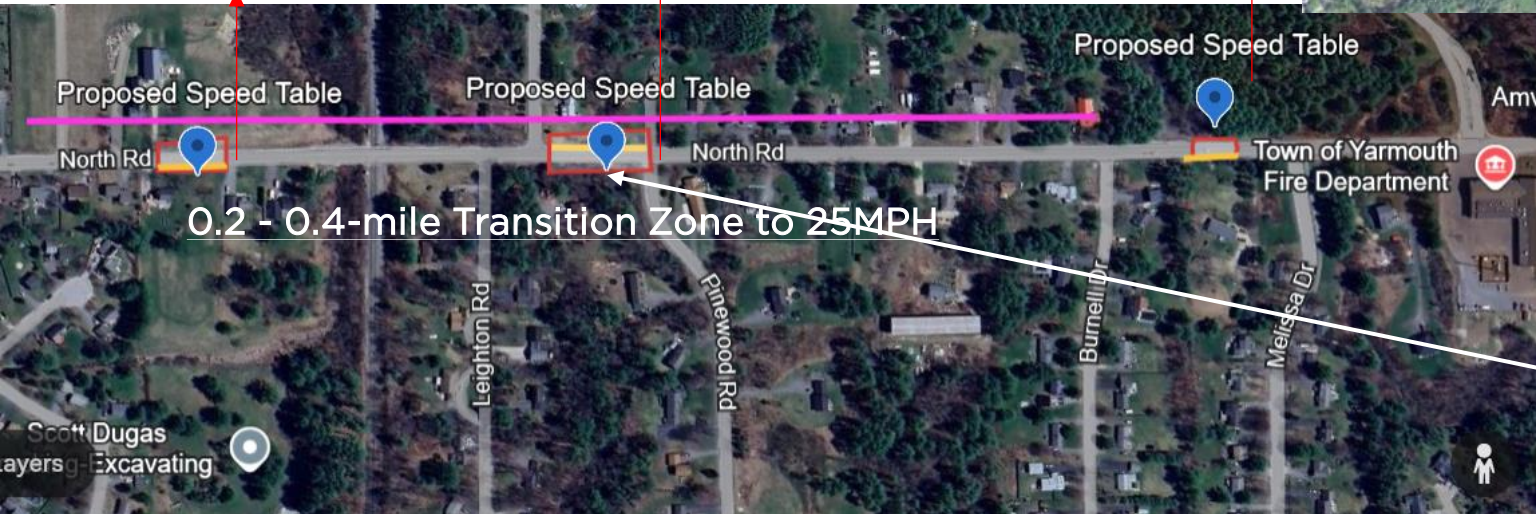 Proposed Speed Table
Amv
Proposed Speed Table
Proposed Speed Table
North Rd
North Rd
Town of Yarmouth
Fire Department
0.2 - 0.4-mile Transition Zone to 25MPH
Leighton Rd
Pinewood Rd
Burnell Dr
Melissa Dr
Scott Dugas
ayers
g-Excavating